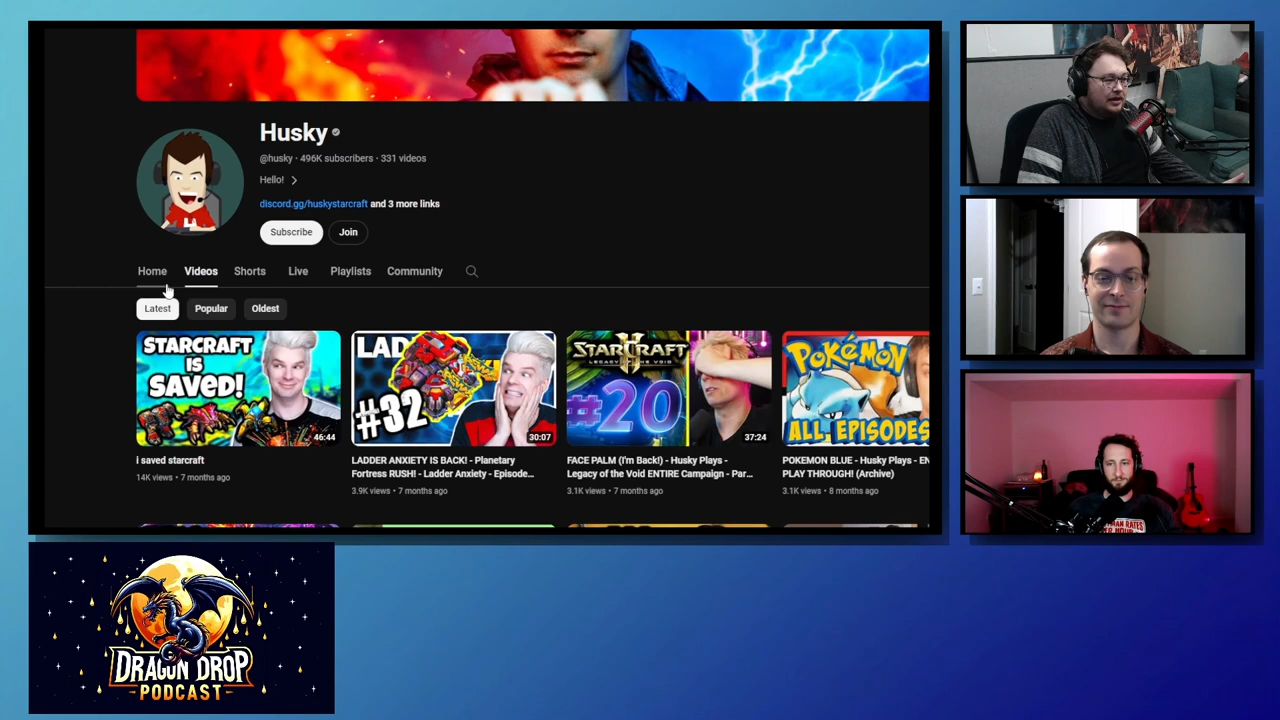 Husky
@husky · 496K subscribers · 331 videos
Hello!
discord.gg/huskystarcraft and 3 more links
Subscribe
Join
Home
Videos
Shorts
Live
Playlists
Community
Latest
Popular
Oldest
STARCRAFT
IS
SAVED!
46:44
i saved starcraft
14K views • 7 months ago
LAD
#32
30:07
LADDER ANXIETY IS BACK! - Planetary
Fortress RUSH! - Ladder Anxiety - Episode...
3.9K views • 7 months ago
STARCRAFT
II
LEGACY OF THE VOID
#20
37:24
FACE PALM (I'm Back!) - Husky Plays -
Legacy of the Void ENTIRE Campaign - Par...
3.1K views • 7 months ago
POKéMON
ALL EPISODES
POKEMON BLUE - Husky Plays - EN
PLAY THROUGH! (Archive)
3.1K views • 8 months ago
DRAGON DROP
PODCAST